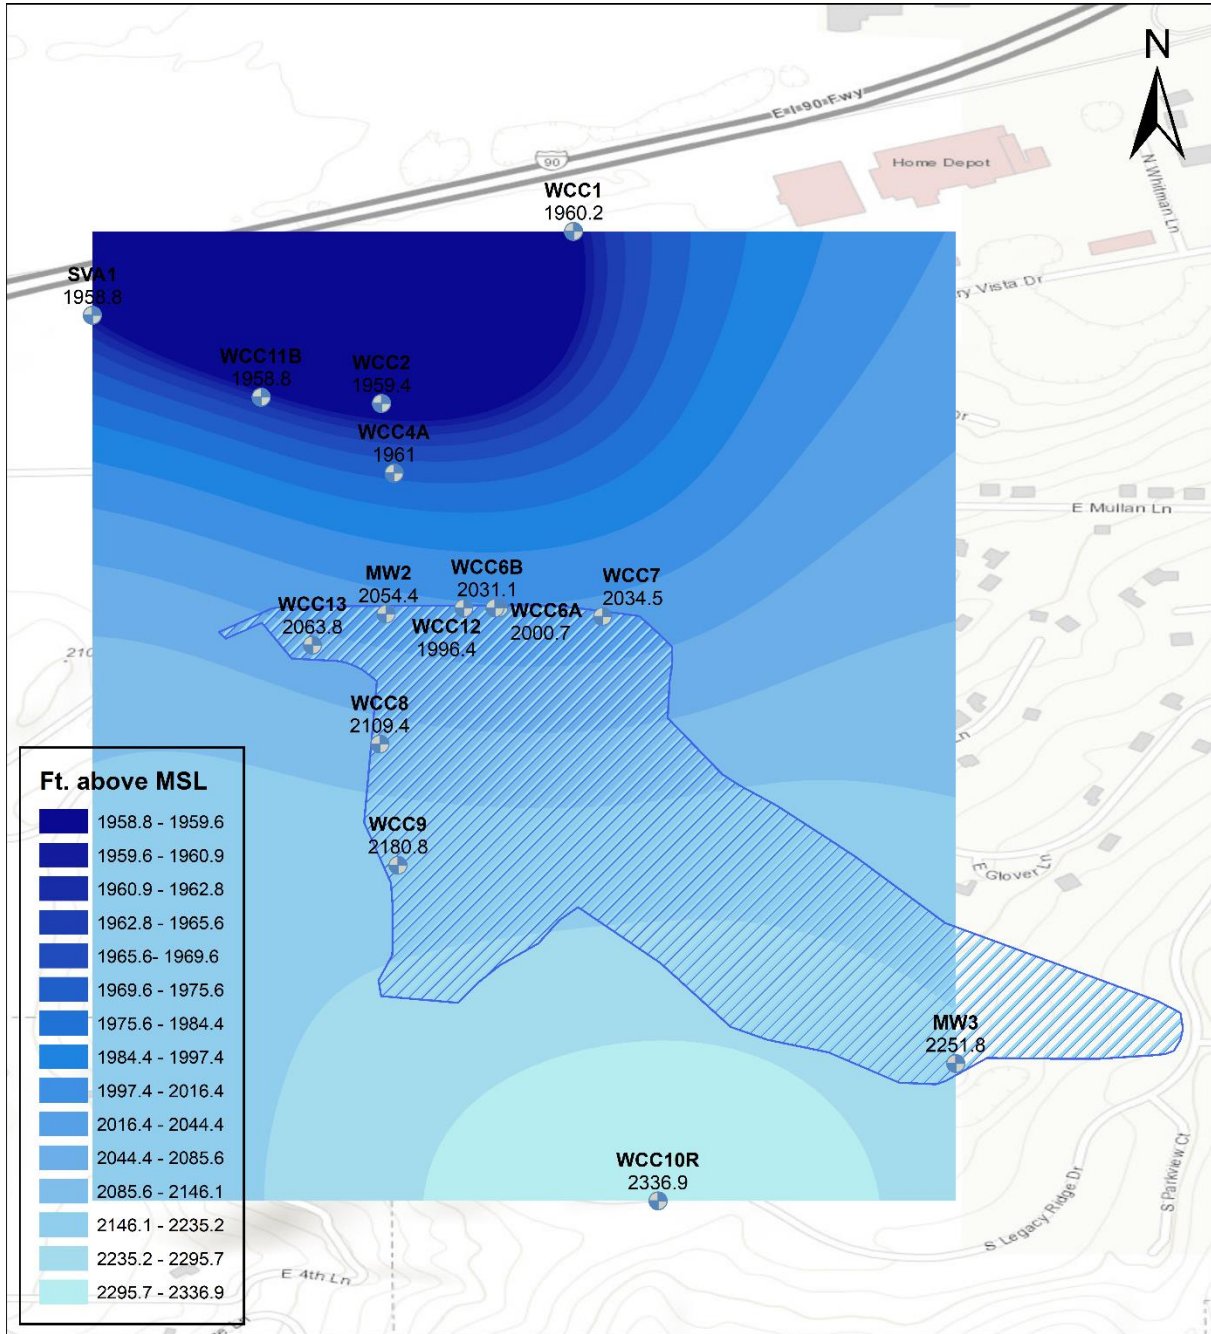 N
E-I-90-Fwy
90
Home Depot
N Whitman Ln
WCC1
1960.2
SVA1
1958.8
ry Vista Dr
WCC11B
1958.8
WCC2
1959.4
Dr
WCC4A
1961
E Mullan Ln
MW2
2054.4
WCC6B
2031.1
WCC7
2034.5
WCC13
2063.8
WCC12
1996.4
WCC6A
2000.7
210
WCC8
2109.4
Ln
WCC9
2180.8
E Glover Ln
MW3
2251.8
WCC10R
2336.9
S Legacy Ridge Dr
S Parkview Ct
E 4th Ln
ge Ln
Ft. above MSL
1958.8 - 1959.6
1959.6 - 1960.9
1960.9 - 1962.8
1962.8 - 1965.6
1965.6- 1969.6
1969.6 - 1975.6
1975.6 - 1984.4
1984.4 - 1997.4
1997.4 - 2016.4
2016.4 - 2044.4
2044.4 - 2085.6
2085.6 - 2146.1
2146.1 - 2235.2
2235.2 - 2295.7
2295.7 - 2336.9